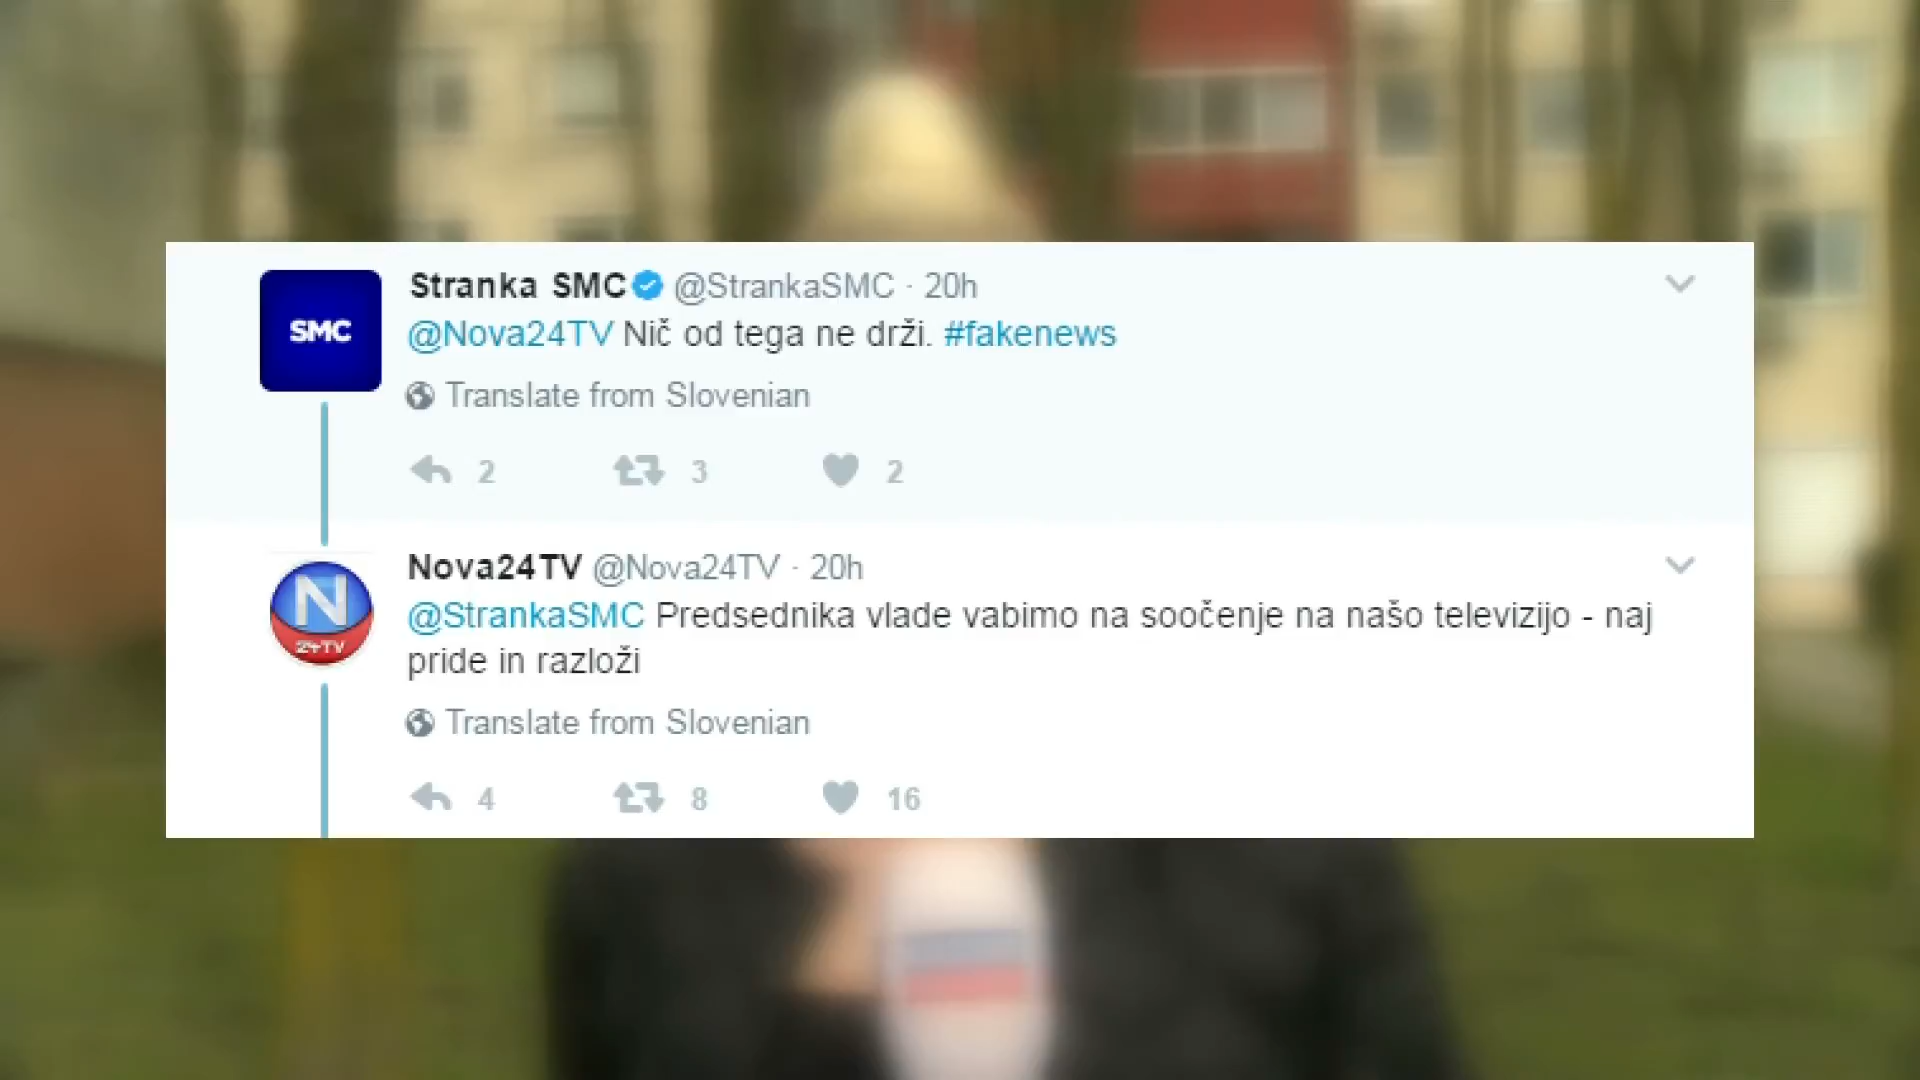 SMC
Stranka SMC @StrankaSMC · 20h
@Nova24TV Nič od tega ne drži. #fakenews
Translate from Slovenian
2 3 2
N
24TV
Nova24TV @Nova24TV · 20h
@StrankaSMC Predsednika vlade vabimo na soočenje na našo televizijo - naj
pride in razloži
Translate from Slovenian
4 8 16